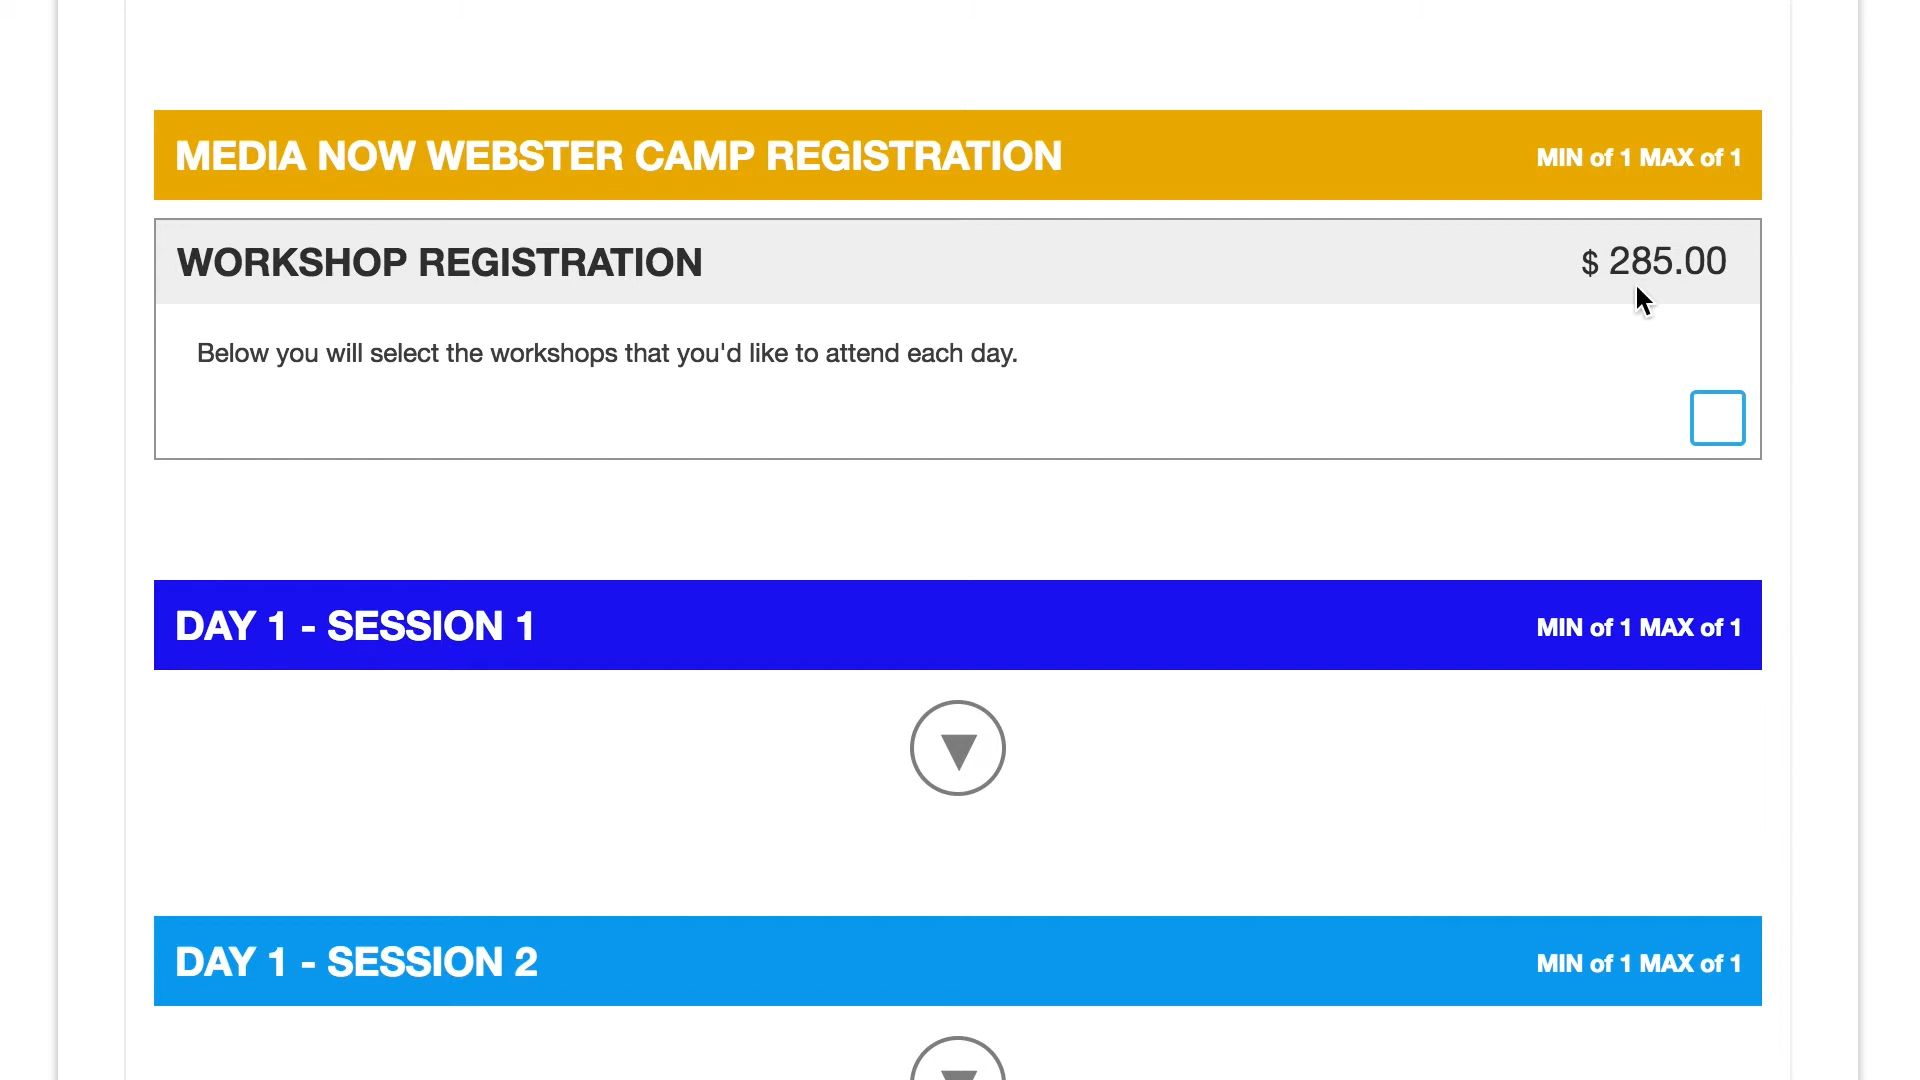 MEDIA NOW WEBSTER CAMP REGISTRATION MIN of 1 MAX of 1
WORKSHOP REGISTRATION $ 285.00
Below you will select the workshops that you'd like to attend each day.
DAY 1 - SESSION 1 MIN of 1 MAX of 1
DAY 1 - SESSION 2 MIN of 1 MAX of 1